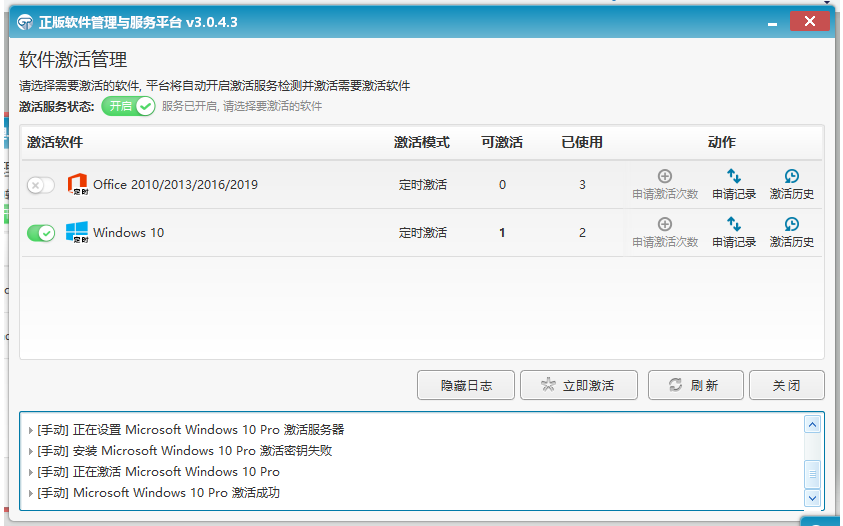 正版软件管理与服务平台 v3.0.4.3
软件激活管理
请选择需要激活的软件, 平台将自动开启激活服务检测并激活需要激活软件
激活服务状态: 开启 服务已开启, 请选择要激活的软件
激活软件 激活模式 可激活 已使用 动作
定时 Office 2010/2013/2016/2019 定时激活 0 3 申请激活次数 申请记录 激活历史
定时 Windows 10 定时激活 1 2 申请激活次数 申请记录 激活历史
隐藏日志 立即激活 刷新 关闭
[手动] 正在设置 Microsoft Windows 10 Pro 激活服务器
[手动] 安装 Microsoft Windows 10 Pro 激活密钥失败
[手动] 正在激活 Microsoft Windows 10 Pro
[手动] Microsoft Windows 10 Pro 激活成功